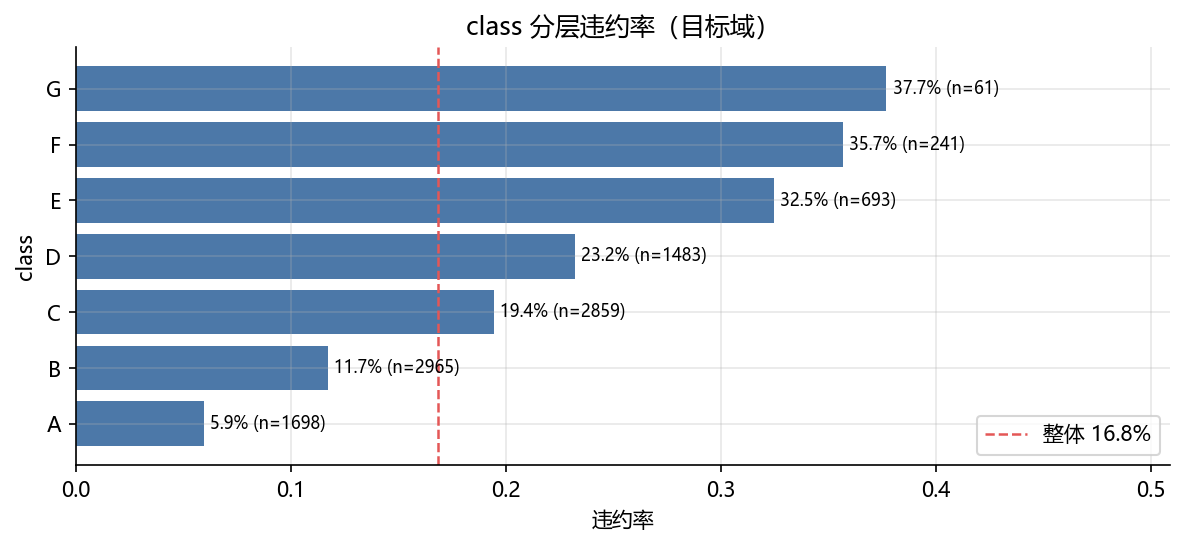 class 分层违约率（目标域）
class
G
37.7% (n=61)
F
35.7% (n=241)
E
32.5% (n=693)
D
23.2% (n=1483)
C
19.4% (n=2859)
B
11.7% (n=2965)
A
5.9% (n=1698)
整体 16.8%
0.0
0.1
0.2
0.3
0.4
0.5
违约率